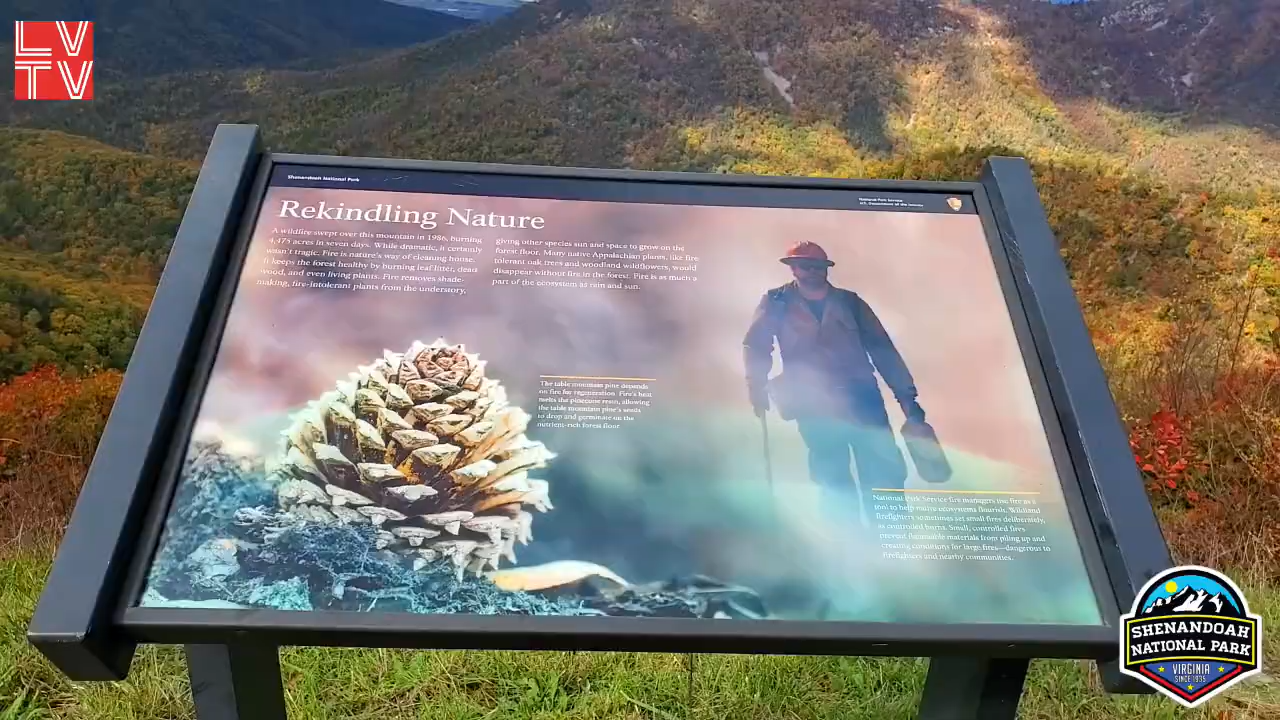 LV
TV
Shenandoah National Park
National Park Service
U.S. Department of the Interior
Rekindling Nature
A wildfire swept over this mountain in 1986, burning
4,475 acres in seven days. While dramatic, it certainly
wasn't tragic. Fire is nature's way of cleaning house.
It keeps the forest healthy by burning leaf litter, dead
wood, and even living plants. Fire removes shade-
making, fire-intolerant plants from the understory,
giving other species sun and space to grow on the
forest floor. Many native Appalachian plants, like fire
tolerant oak trees and woodland wildflowers, would
disappear without fire in the forest. Fire is as much a
part of the ecosystem as rain and sun.
The table mountain pine depends
on fire for regeneration. Fire's heat
melts the pinecone resin, allowing
the table mountain pine's seeds
to drop and germinate on the
nutrient-rich forest floor.
National Park Service fire managers use fire as a
tool to help native ecosystems flourish. Wildland
firefighters sometimes set small fires deliberately,
as controlled burns. Small, controlled fires
prevent flammable materials from piling up and
creating conditions for large fires—dangerous to
firefighters and nearby communities.
SHENANDOAH
NATIONAL PARK
VIRGINIA
SINCE 1935